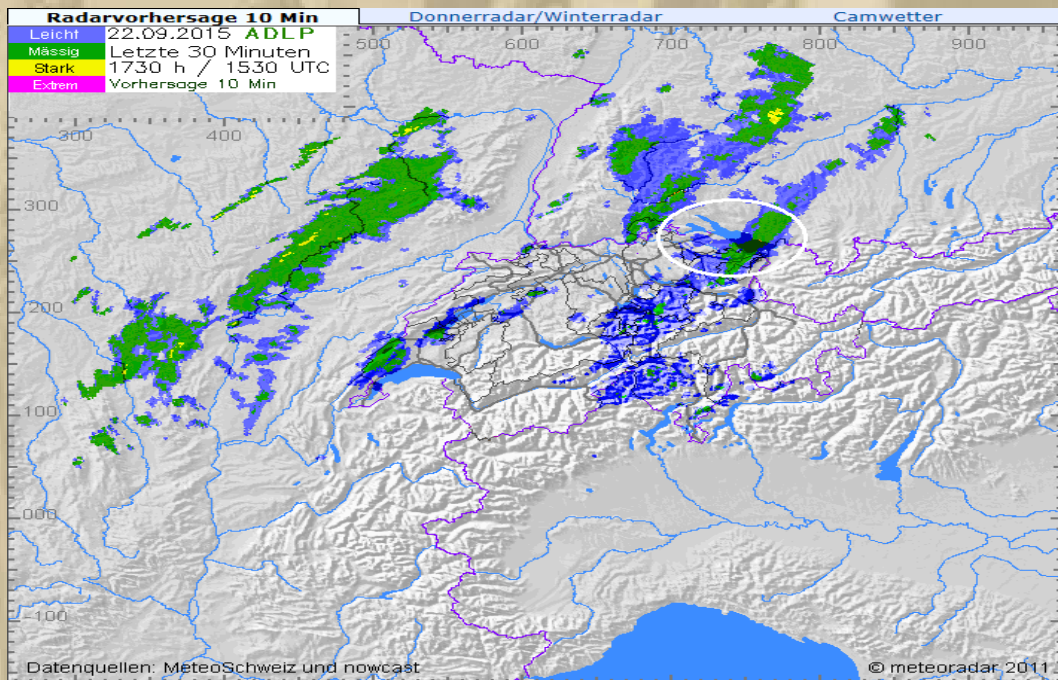 Radarvorhersage 10 Min Donnerradar/Winterradar Camwetter
Leicht 22.09.2015 ADLP
Mässig Letzte 30 Minuten
Stark 1730 h / 1530 UTC
Extrem Vorhersage 10 Min
500 600 700 800 900
300 400
300
200
100
000
-100
Datenquellen: MeteoSchweiz und nowcast © meteoradar 2011